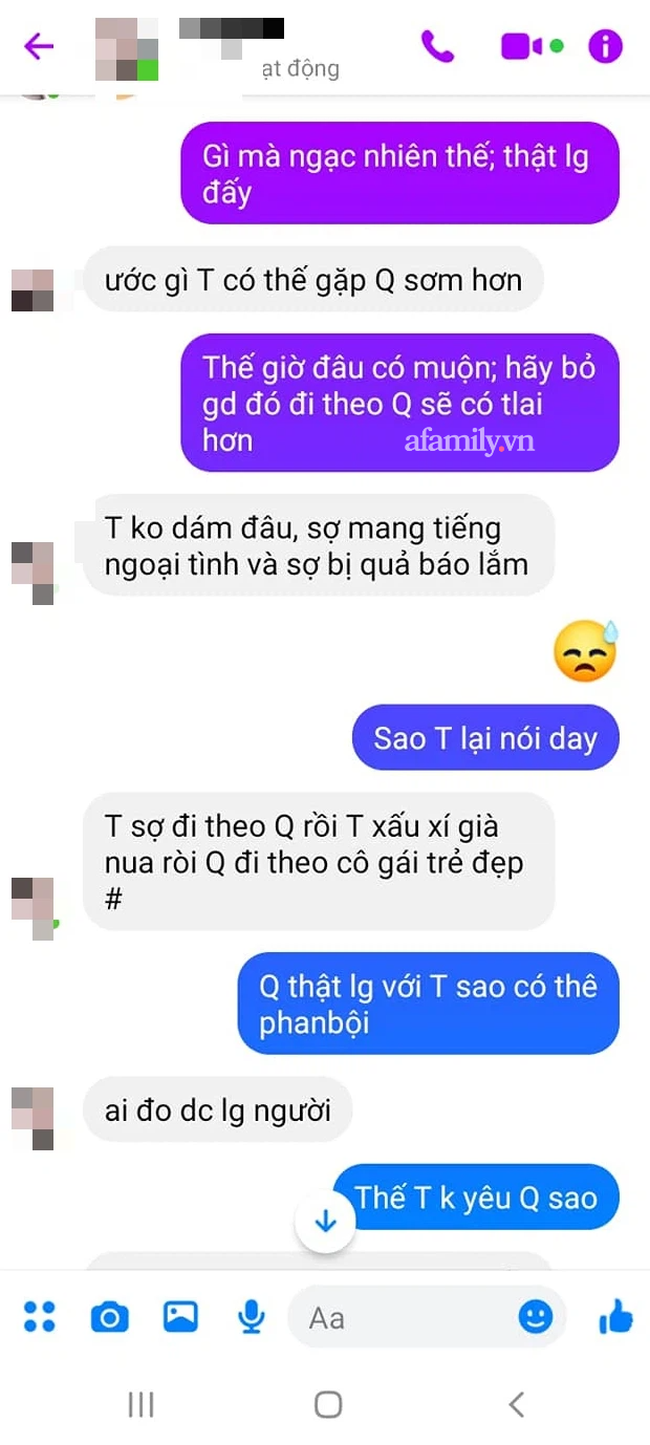 ạt động
Gì mà ngạc nhiên thế; thật lg
đấy
ước gì T có thể gặp Q sơm hơn
Thế giờ đâu có muộn; hãy bỏ
gd đó đi theo Q sẽ có tlai
hơn
afamily.vn
T ko dám đâu, sợ mang tiếng
ngoại tình và sợ bị quả báo lắm
Sao T lại nói day
T sợ đi theo Q rồi T xấu xí già
nua ròi Q đi theo cô gái trẻ đẹp
#
Q thật lg với T sao có thê
phanbội
ai đo dc lg người
Thế T k yêu Q sao
Aa